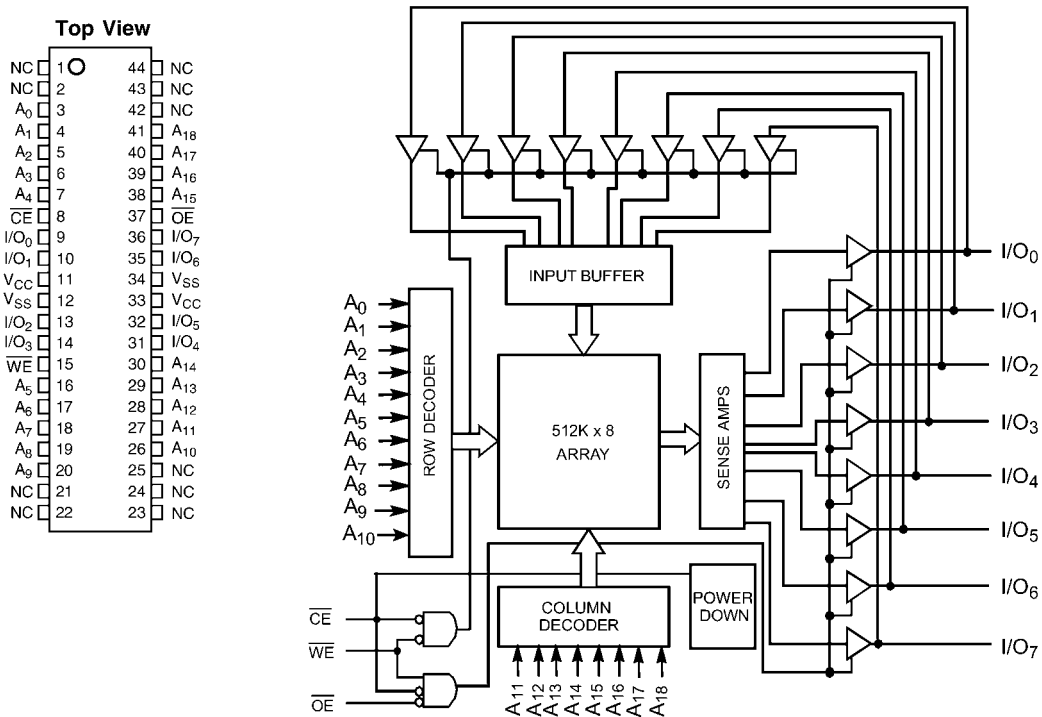 Top View
NC 1 44 NC
NC 2 43 NC
A0 3 42 NC
A1 4 41 A18
A2 5 40 A17
A3 6 39 A16
A4 7 38 A15
CE 8 37 OE
I/O0 9 36 I/O7
I/O1 10 35 I/O6
VCC 11 34 VSS
VSS 12 33 VCC
I/O2 13 32 I/O5
I/O3 14 31 I/O4
WE 15 30 A14
A5 16 29 A13
A6 17 28 A12
A7 18 27 A11
A8 19 26 A10
A9 20 25 NC
NC 21 24 NC
NC 22 23 NC
INPUT BUFFER
A0
A1
A2
A3
A4
A5
A6
A7
A8
A9
A10
ROW DECODER
512K x 8
ARRAY
SENSE AMPS
I/O0
I/O1
I/O2
I/O3
I/O4
I/O5
I/O6
I/O7
CE
WE
OE
COLUMN
DECODER
POWER
DOWN
A11
A12
A13
A14
A15
A16
A17
A18